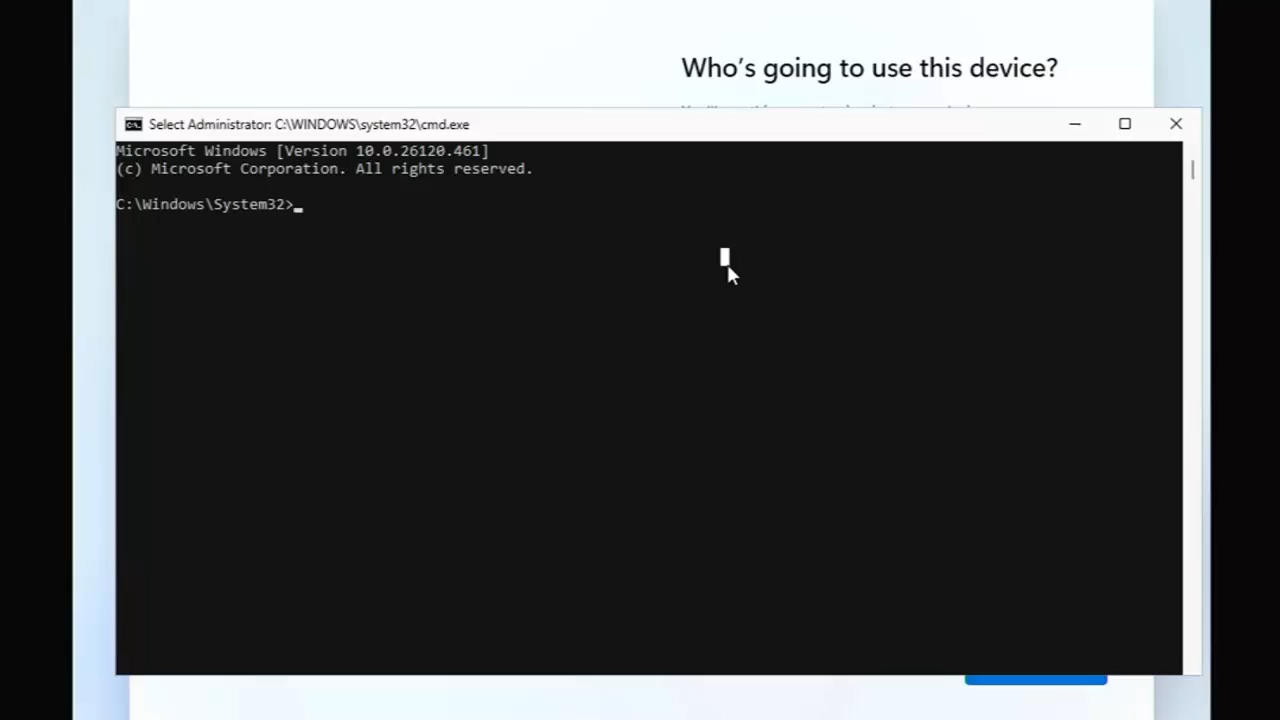 Who's going to use this device?
Select Administrator: C:\WINDOWS\system32\cmd.exe
Microsoft Windows [Version 10.0.26120.461]
(c) Microsoft Corporation. All rights reserved.
C:\Windows\System32>